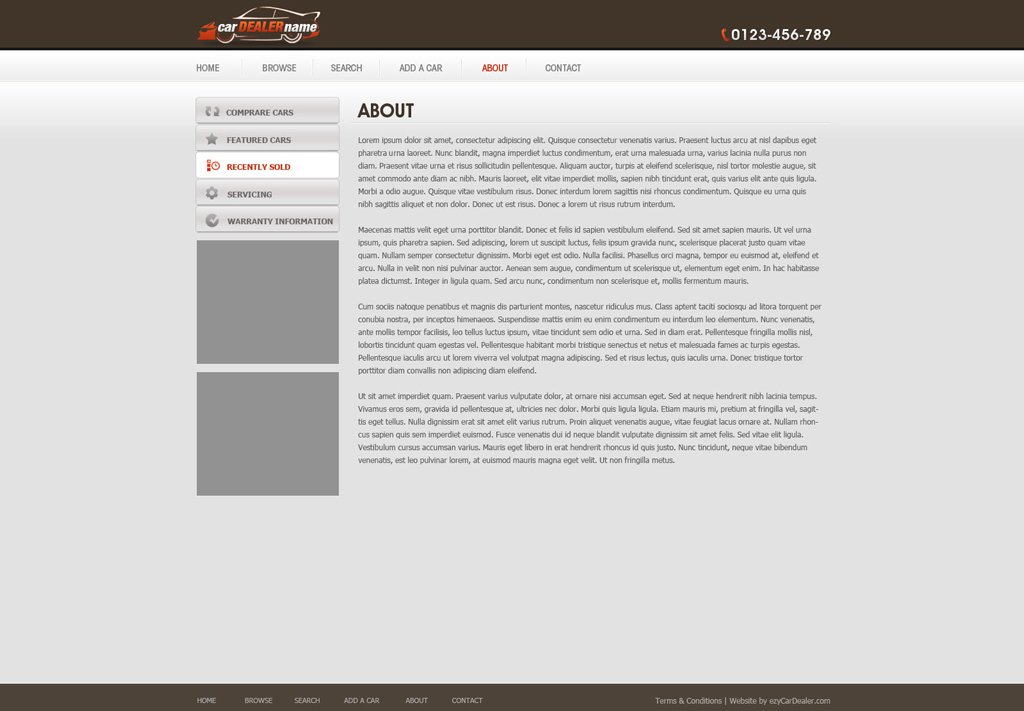 carDEALERname
0123-456-789
HOME BROWSE SEARCH ADD A CAR ABOUT CONTACT
COMPRARE CARS
FEATURED CARS
RECENTLY SOLD
SERVICING
WARRANTY INFORMATION
ABOUT
Lorem ipsum dolor sit amet, consectetur adipiscing elit. Quisque consectetur venenatis varius. Praesent luctus arcu at nisl dapibus eget
pharetra urna laoreet. Nunc blandit, magna imperdiet luctus condimentum, erat urna malesuada urna, varius lacinia nulla purus non
diam. Praesent vitae urna et risus sollicitudin pellentesque. Aliquam auctor, turpis at eleifend scelerisque, nisl tortor molestie augue, sit
amet commodo ante diam ac nibh. Mauris laoreet, elit vitae imperdiet mollis, sapien nibh tincidunt erat, quis varius elit ante quis ligula.
Morbi a odio augue. Quisque vitae vestibulum risus. Donec interdum lorem sagittis nisi rhoncus condimentum. Quisque eu urna quis
nibh sagittis aliquet et non dolor. Donec ut est risus. Donec a lorem ut risus rutrum interdum.
Maecenas mattis velit eget urna porttitor blandit. Donec et felis id sapien vestibulum eleifend. Sed sit amet sapien mauris. Ut vel urna
ipsum, quis pharetra sapien. Sed adipiscing, lorem ut suscipit luctus, felis ipsum gravida nunc, scelerisque placerat justo quam vitae
quam. Nullam semper consectetur dignissim. Morbi eget est odio. Nulla facilisi. Phasellus orci magna, tempor eu euismod at, eleifend et
arcu. Nulla in velit non nisi pulvinar auctor. Aenean sem augue, condimentum ut scelerisque ut, elementum eget enim. In hac habitasse
platea dictumst. Integer in ligula quam. Sed arcu nunc, condimentum non scelerisque et, mollis fermentum mauris.
Cum sociis natoque penatibus et magnis dis parturient montes, nascetur ridiculus mus. Class aptent taciti sociosqu ad litora torquent per
conubia nostra, per inceptos himenaeos. Suspendisse mattis enim eu enim condimentum eu interdum leo elementum. Nunc venenatis,
ante mollis tempor facilisis, leo tellus luctus ipsum, vitae tincidunt sem odio et urna. Sed in diam erat. Pellentesque fringilla mollis nisl,
lobortis tincidunt quam egestas vel. Pellentesque habitant morbi tristique senectus et netus et malesuada fames ac turpis egestas.
Pellentesque iaculis arcu ut lorem viverra vel volutpat magna adipiscing. Sed et risus lectus, quis iaculis urna. Donec tristique tortor
porttitor diam convallis non adipiscing diam eleifend.
Ut sit amet imperdiet quam. Praesent varius vulputate dolor, at ornare nisi accumsan eget. Sed at neque hendrerit nibh lacinia tempus.
Vivamus eros sem, gravida id pellentesque at, ultricies nec dolor. Morbi quis ligula ligula. Etiam mauris mi, pretium at fringilla vel, sagit-
tis eget tellus. Nulla dignissim erat sit amet elit varius rutrum. Proin aliquet venenatis augue, vitae feugiat lacus ornare at. Nullam rhon-
cus sapien quis sem imperdiet euismod. Fusce venenatis dui id neque blandit vulputate dignissim sit amet felis. Sed vitae elit ligula.
Vestibulum cursus accumsan varius. Mauris eget libero in erat hendrerit rhoncus id quis justo. Nunc tincidunt, neque vitae bibendum
venenatis, est leo pulvinar lorem, at euismod mauris magna eget velit. Ut non fringilla metus.
HOME BROWSE SEARCH ADD A CAR ABOUT CONTACT Terms & Conditions | Website by ezyCarDealer.com